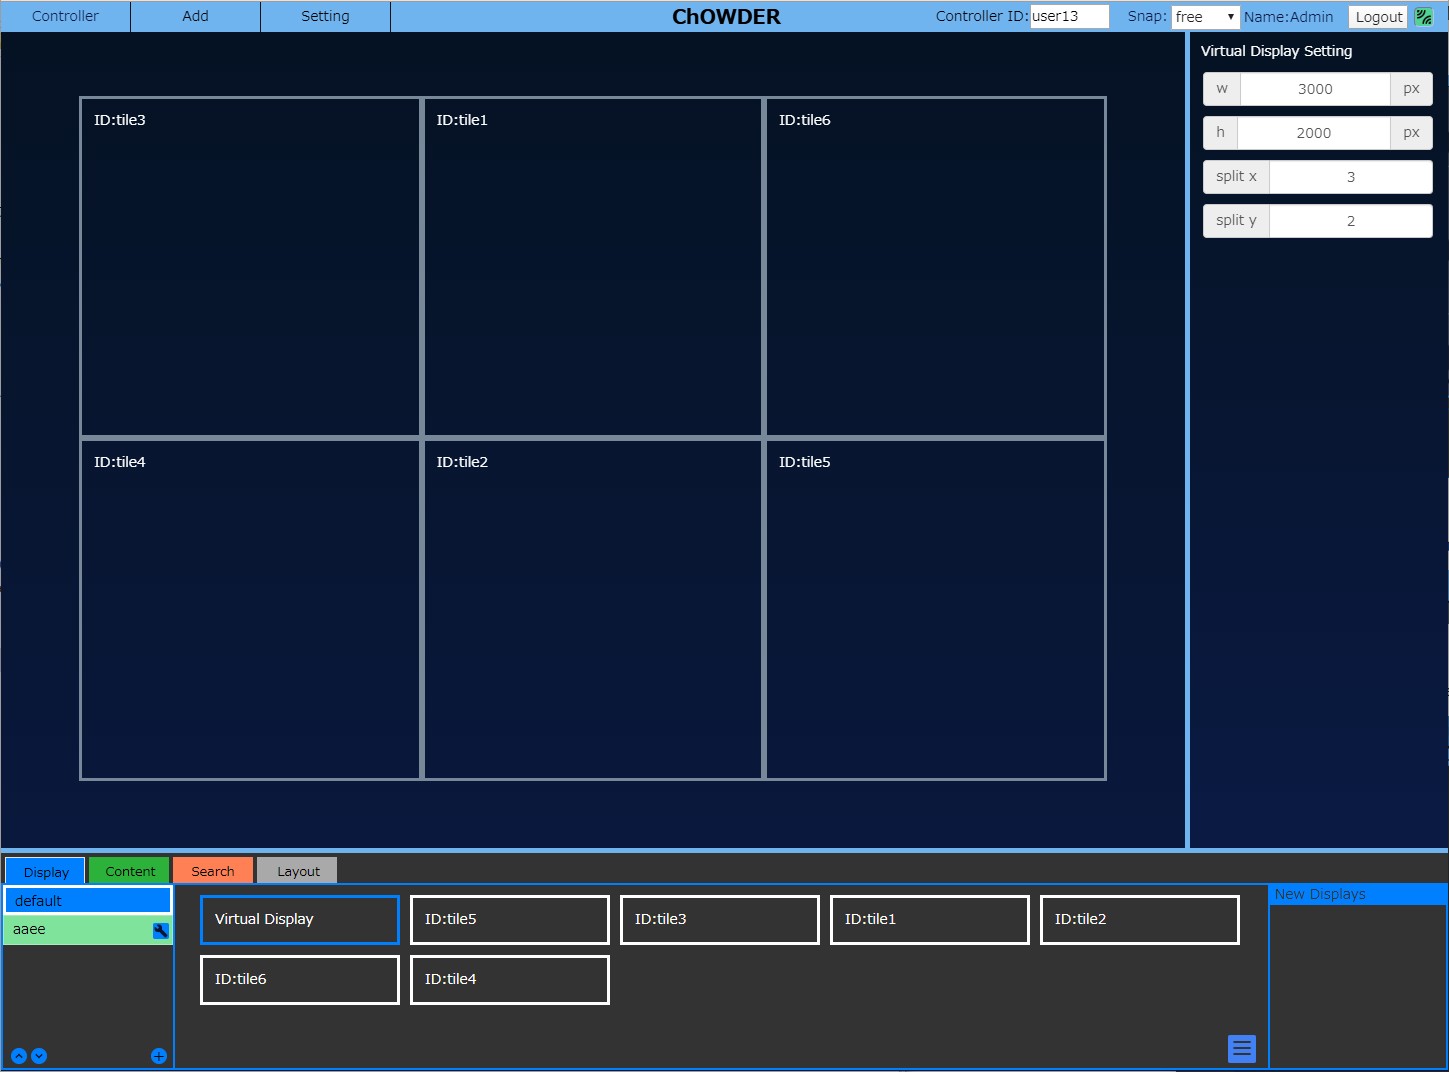 Controller Add Setting ChOWDER Controller ID: user13 Snap: free Name:Admin Logout
Virtual Display Setting
w 3000 px
h 2000 px
split x 3
split y 2
ID:tile3 ID:tile1 ID:tile6
ID:tile4 ID:tile2 ID:tile5
Display Content Search Layout
default
aaee
Virtual Display ID:tile5 ID:tile3 ID:tile1 ID:tile2
ID:tile6 ID:tile4
New Displays